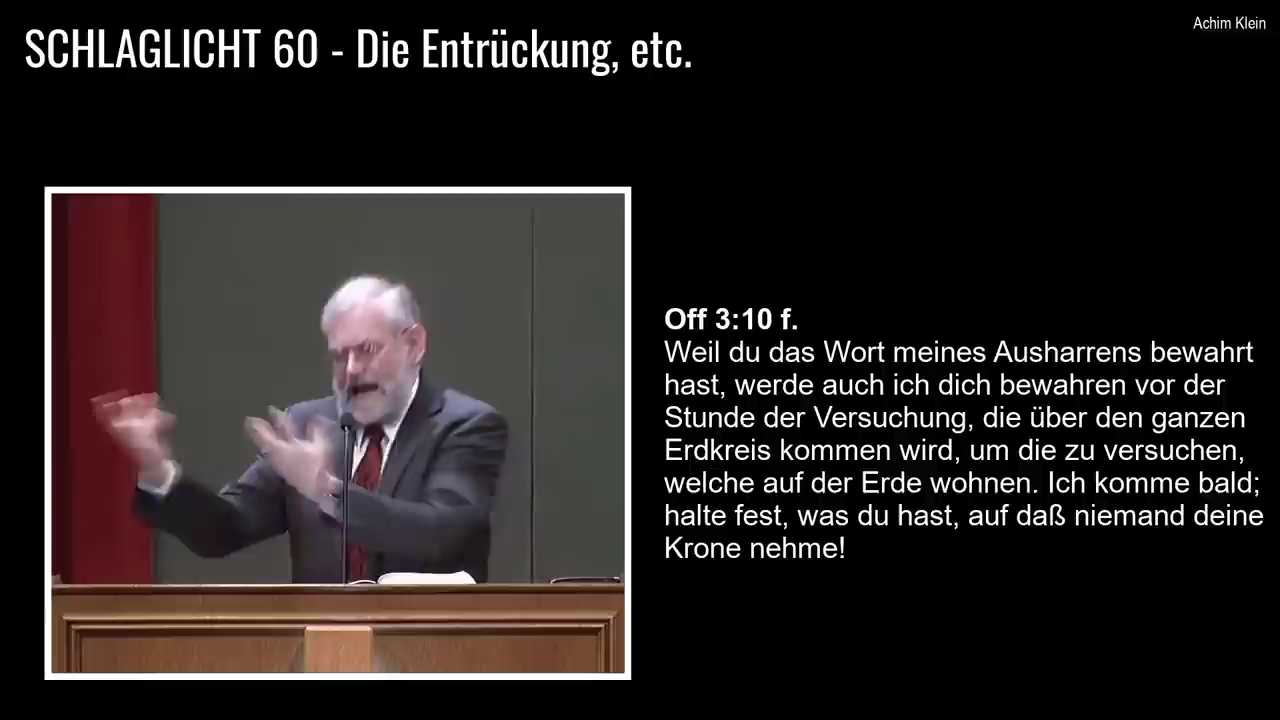 SCHLAGLICHT 60 - Die Entrückung, etc.
Achim Klein
Off 3:10 f.
Weil du das Wort meines Ausharrens bewahrt
hast, werde auch ich dich bewahren vor der
Stunde der Versuchung, die über den ganzen
Erdkreis kommen wird, um die zu versuchen,
welche auf der Erde wohnen. Ich komme bald;
halte fest, was du hast, auf daß niemand deine
Krone nehme!